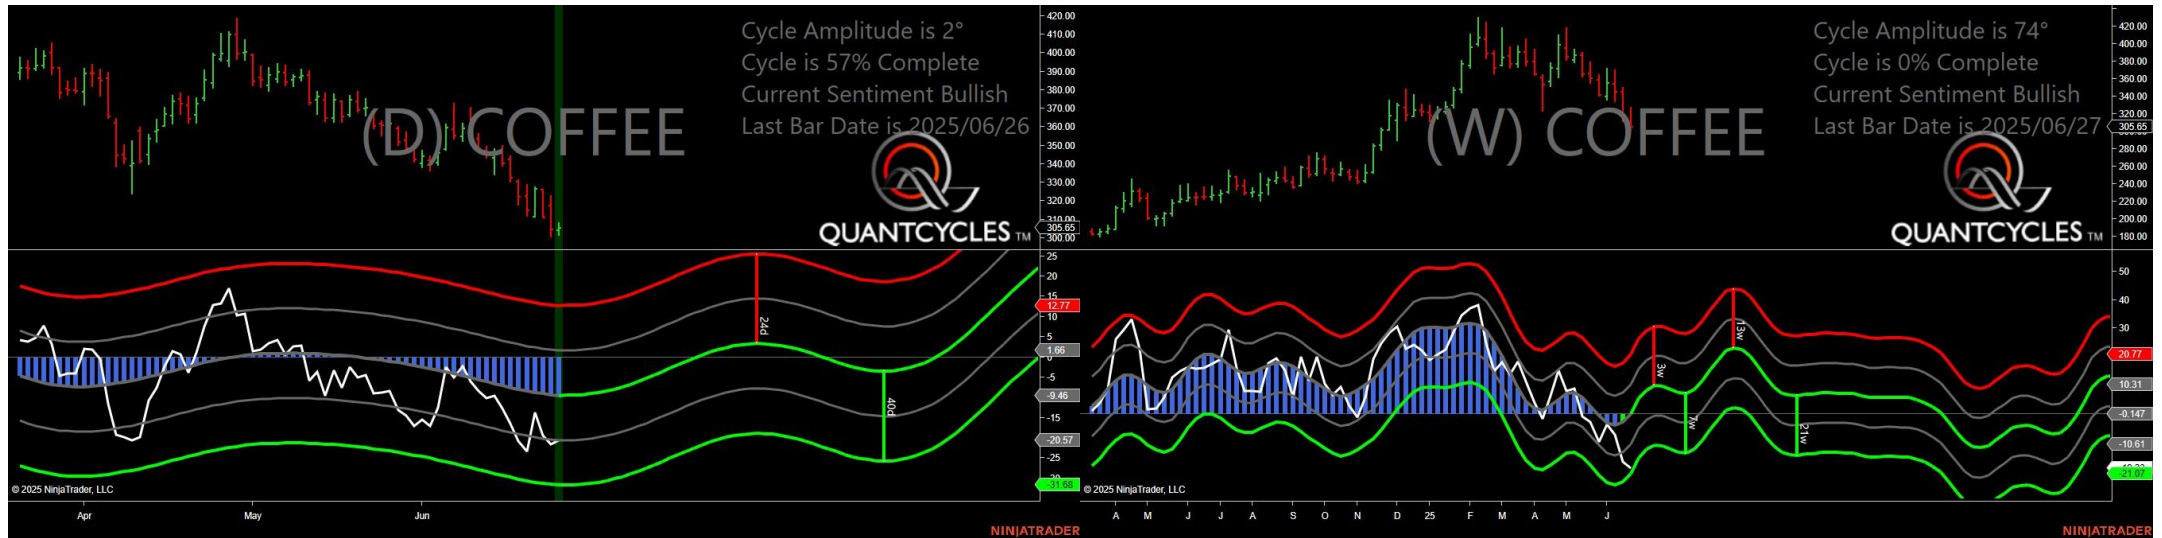 Cycle Amplitude is 2°
Cycle is 57% Complete
Current Sentiment Bullish
Last Bar Date is 2025/06/26
(D) COFFEE
QUANTCYCLES TM
420.00
410.00
400.00
390.00
380.00
370.00
360.00
350.00
340.00
330.00
320.00
310.00
305.65
300.00
25
20
15
12.77
10
5
1.66
0
-5
-9.46
-15
-20.57
-25
-31.68
24d
40d
© 2025 NinjaTrader, LLC
Apr
May
Jun
NINJATRADER
Cycle Amplitude is 74°
Cycle is 0% Complete
Current Sentiment Bullish
Last Bar Date is 2025/06/27
(W) COFFEE
QUANTCYCLES TM
420.00
400.00
380.00
360.00
340.00
320.00
305.65
280.00
260.00
240.00
220.00
200.00
180.00
50
40
30
20.77
10.31
-0.147
-10.61
-21.07
3w
7w
13w
21w
© 2025 NinjaTrader, LLC
A M J J A S O N D 25 F M A M J
NINJATRADER